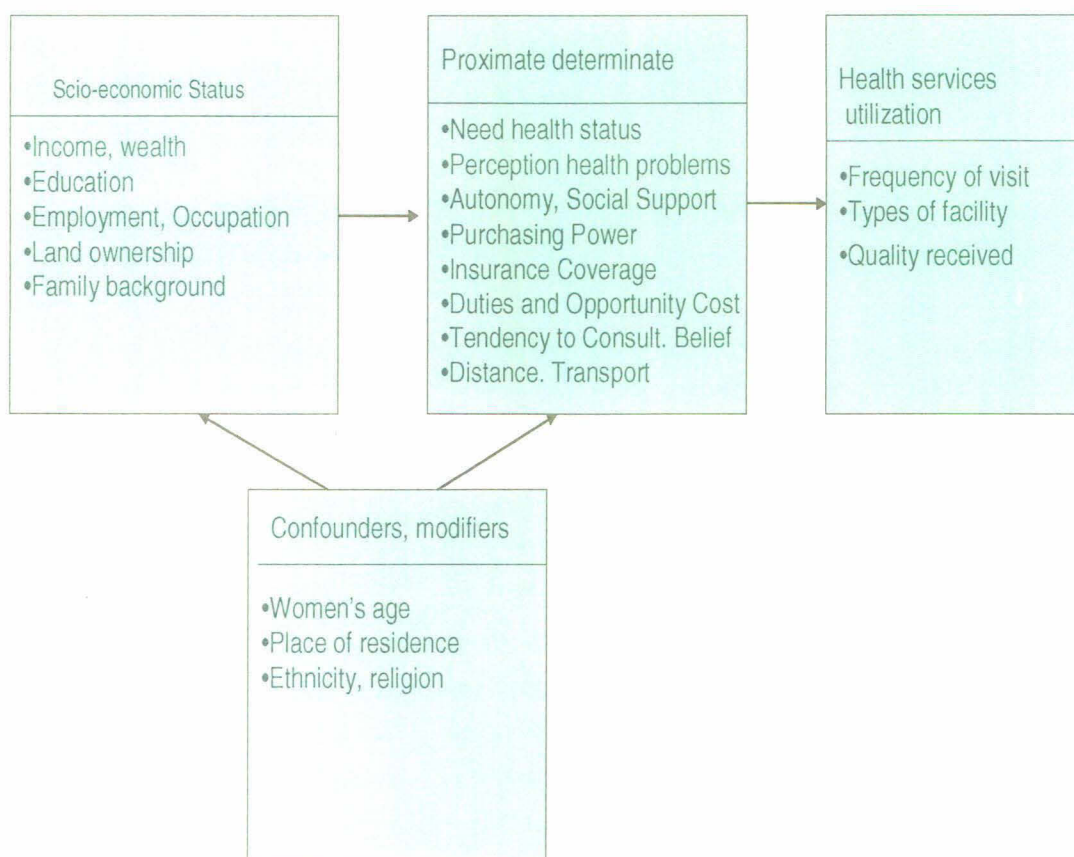 Scio-economic Status
•Income, wealth
•Education
•Employment, Occupation
•Land ownership
•Family background
Proximate determinate
•Need health status
•Perception health problems
•Autonomy, Social Support
•Purchasing Power
•Insurance Coverage
•Duties and Opportunity Cost
•Tendency to Consult. Belief
•Distance. Transport
Health services
utilization
•Frequency of visit
•Types of facility
•Quality received
Confounders, modifiers
•Women's age
•Place of residence
•Ethnicity, religion